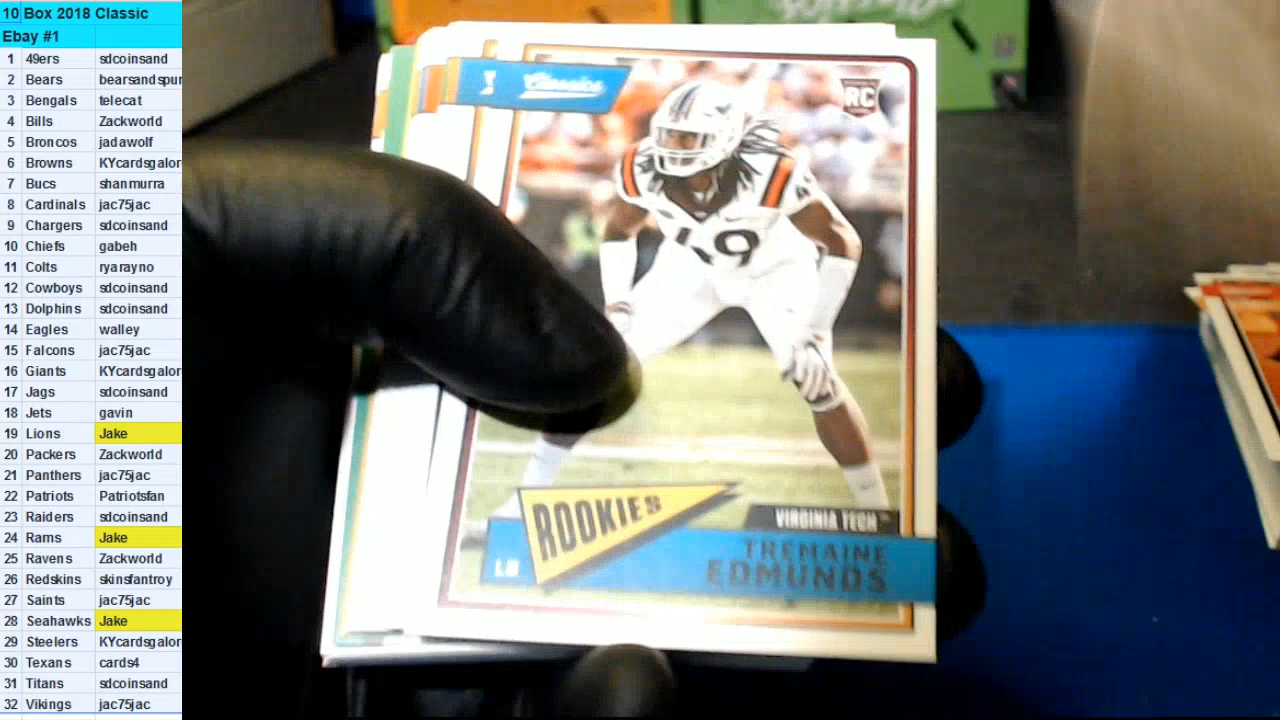 10 Box 2018 Classic
Ebay #1
1 49ers sdcoinsand
2 Bears bearsandspur
3 Bengals telecat
4 Bills Zackworld
5 Broncos jadawolf
6 Browns KYcardsgalor
7 Bucs shanmurra
8 Cardinals jac75jac
9 Chargers sdcoinsand
10 Chiefs gabeh
11 Colts ryarayno
12 Cowboys sdcoinsand
13 Dolphins sdcoinsand
14 Eagles walley
15 Falcons jac75jac
16 Giants KYcardsgalor
17 Jags sdcoinsand
18 Jets gavin
19 Lions Jake
20 Packers Zackworld
21 Panthers jac75jac
22 Patriots Patriotsfan
23 Raiders sdcoinsand
24 Rams Jake
25 Ravens Zackworld
26 Redskins skinsfantroy
27 Saints jac75jac
28 Seahawks Jake
29 Steelers KYcardsgalor
30 Texans cards4
31 Titans sdcoinsand
32 Vikings jac75jac
Classics
RC
49
ROOKIES
VIRGINIA TECH
LB
TREMAINE
EDMUNDS